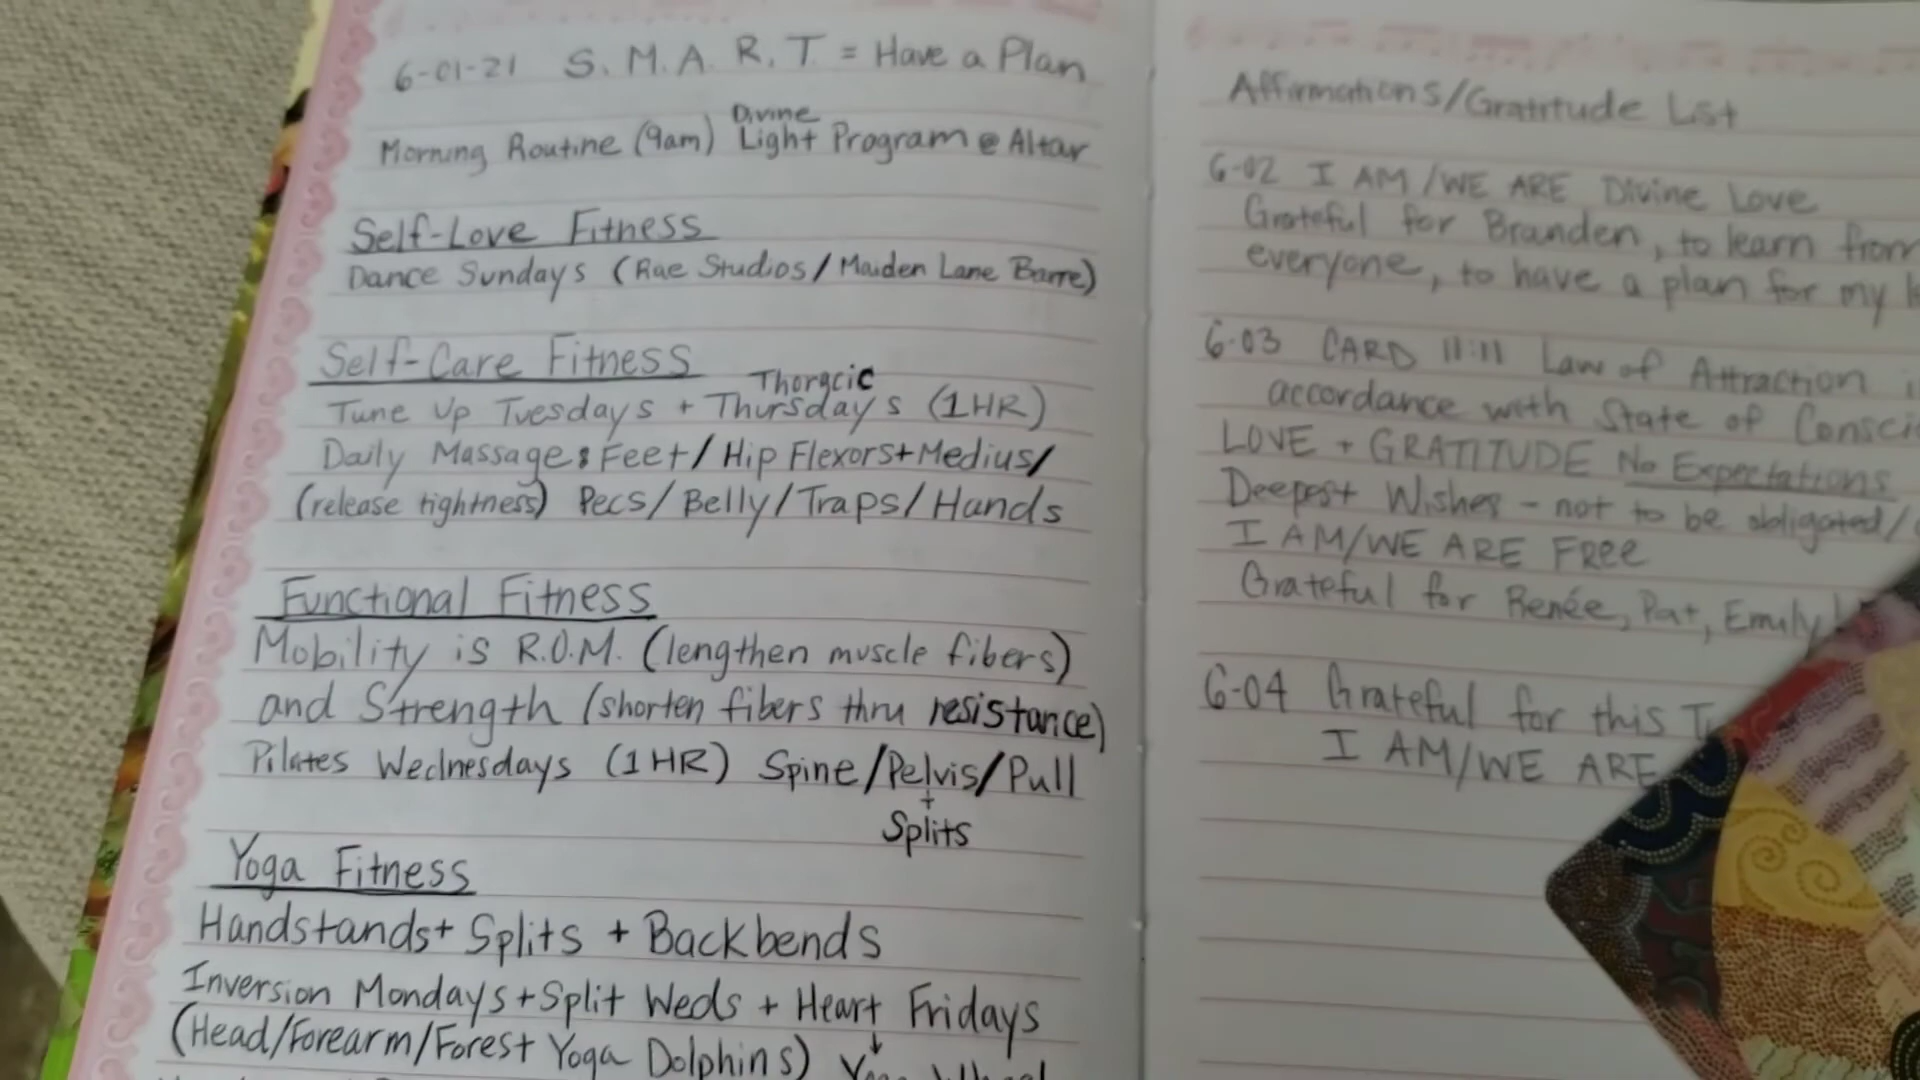 6-01-21 S.M.A.R.T. = Have a Plan
Divine
Morning Routine (9am) Light Program @ Altar
Self-Love Fitness
Dance Sundays (Rae Studios/Maiden Lane Barre)
Self-Care Fitness
Thoracic
Tune Up Tuesdays + Thursdays (1HR)
Daily Massage: Feet/Hip Flexors+Medius/
(release tightness) Pecs/Belly/Traps/Hands
Functional Fitness
Mobility is R.O.M. (lengthen muscle fibers)
and Strength (shorten fibers thru resistance)
Pilates Wednesdays (1HR) Spine/Pelvis/Pull
+
Splits
Yoga Fitness
Handstands+ Splits + Backbends
Inversion Mondays+Split Weds + Heart Fridays
(Head/Forearm/Forest Yoga Dolphins)
Affirmations/Gratitude List
6-02 I AM/WE ARE Divine Love
Grateful for Branden, to learn from
everyone, to have a plan for my
6-03 CARD 11:11 Law of Attraction
accordance with State of
LOVE + GRATITUDE No Expectations
Deepest Wishes - not to be obligated/
I AM/WE ARE FREE
Grateful for Renée, Pat, Emily
6-04 Grateful for this
I AM/WE ARE